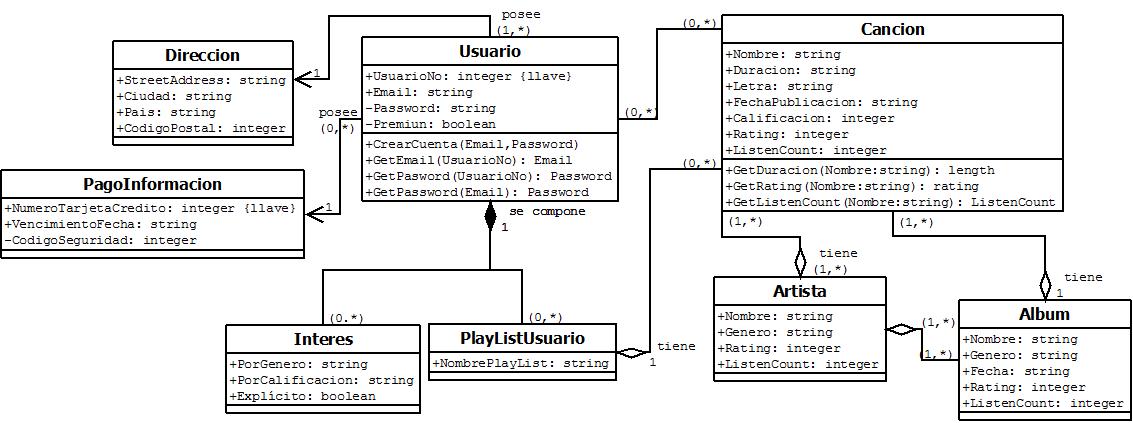 posee
(1,*)
Direccion
+StreetAddress: string
+Ciudad: string
+Pais: string
+CodigoPostal: integer
1
Usuario
+UsuarioNo: integer {llave}
+Email: string
-Password: string
-Premiun: boolean
+CrearCuenta(Email,Password)
+GetEmail(UsuarioNo): Email
+GetPasword(UsuarioNo): Password
+GetPassword(Email): Password
(0,*)
(0,*)
Cancion
+Nombre: string
+Duracion: string
+Letra: string
+FechaPublicacion: string
+Calificacion: integer
+Rating: integer
+ListenCount: integer
+GetDuracion(Nombre:string): length
+GetRating(Nombre:string): rating
+GetListenCount(Nombre:string): ListenCount
posee
(0,*)
1
PagoInformacion
+NumeroTarjetaCredito: integer {llave}
+VencimientoFecha: string
-CodigoSeguridad: integer
se compone
1
(0,*)
(1,*)
(1,*)
tiene
(1,*)
tiene
1
(0.*)
(0,*)
Interes
+PorGenero: string
+PorCalificacion: string
+Explícito: boolean
PlayListUsuario
+NombrePlayList: string
tiene
1
Artista
+Nombre: string
+Genero: string
+Rating: integer
+ListenCount: integer
(1,*)
(1,*)
Album
+Nombre: string
+Genero: string
+Fecha: string
+Rating: integer
+ListenCount: integer